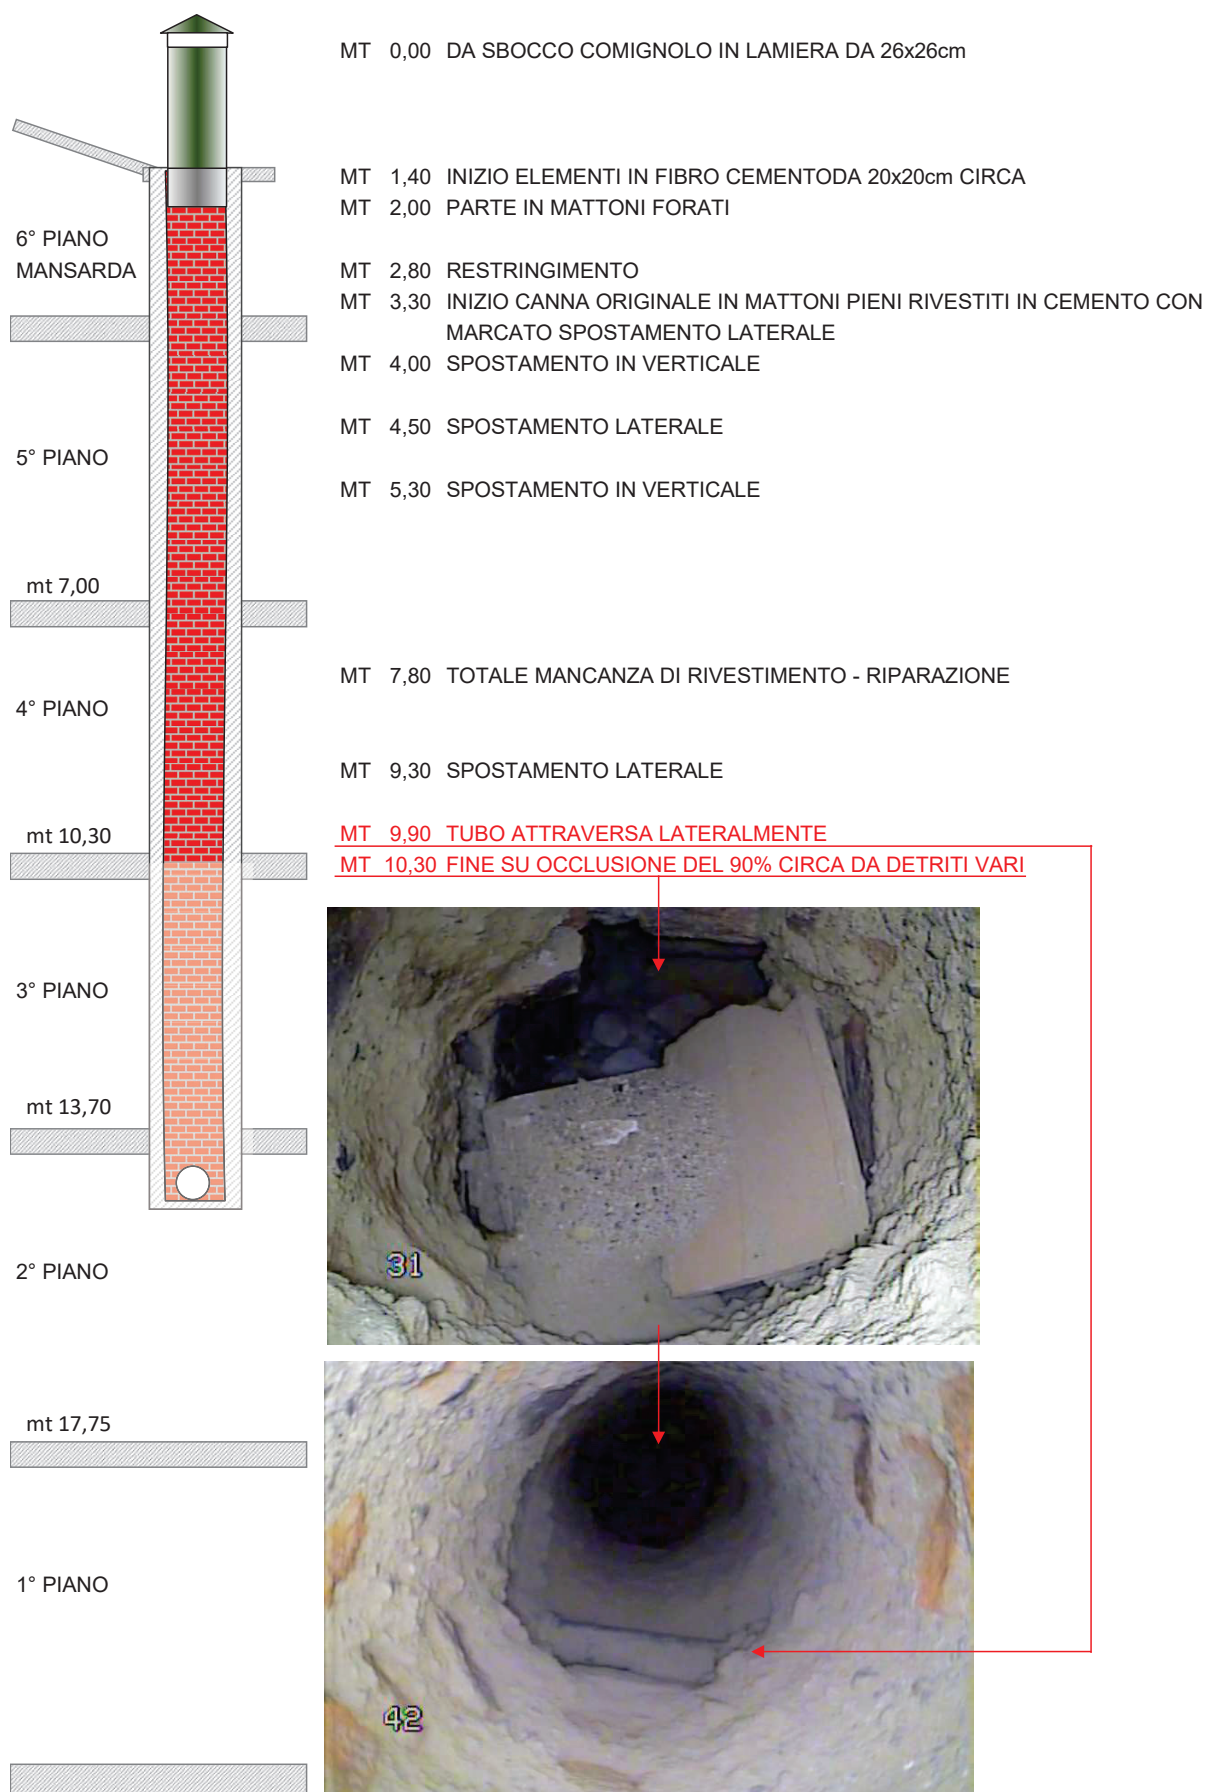 MT 0,00 DA SBOCCO COMIGNOLO IN LAMIERA DA 26x26cm
MT 1,40 INIZIO ELEMENTI IN FIBRO CEMENTODA 20x20cm CIRCA
MT 2,00 PARTE IN MATTONI FORATI
6° PIANO
MANSARDA
MT 2,80 RESTRINGIMENTO
MT 3,30 INIZIO CANNA ORIGINALE IN MATTONI PIENI RIVESTITI IN CEMENTO CON
MARCATO SPOSTAMENTO LATERALE
MT 4,00 SPOSTAMENTO IN VERTICALE
MT 4,50 SPOSTAMENTO LATERALE
5° PIANO
MT 5,30 SPOSTAMENTO IN VERTICALE
mt 7,00
MT 7,80 TOTALE MANCANZA DI RIVESTIMENTO - RIPARAZIONE
4° PIANO
MT 9,30 SPOSTAMENTO LATERALE
mt 10,30
MT 9,90 TUBO ATTRAVERSA LATERALMENTE
MT 10,30 FINE SU OCCLUSIONE DEL 90% CIRCA DA DETRITI VARI
3° PIANO
mt 13,70
31
2° PIANO
mt 17,75
1° PIANO
42